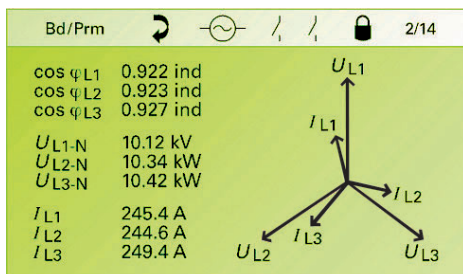 Bd/Prm 2/14
cos φL1 0.922 ind
cos φL2 0.923 ind
cos φL3 0.927 ind
UL1-N 10.12 kV
UL2-N 10.34 kW
UL3-N 10.42 kW
IL1 245.4 A
IL2 244.6 A
IL3 249.4 A
UL1
IL1
IL2
IL3
UL2
UL3